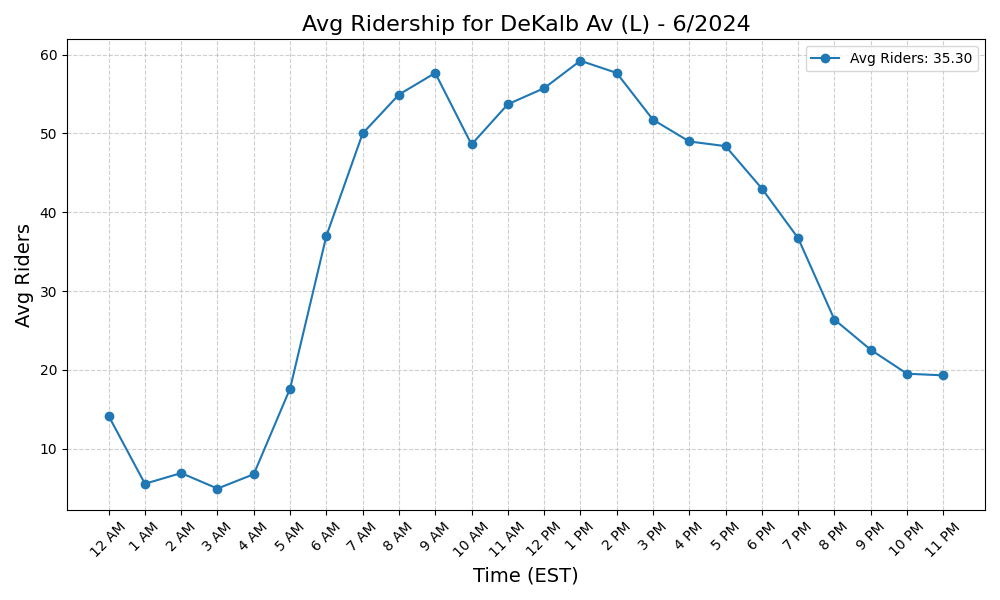 Avg Ridership for DeKalb Av (L) - 6/2024
Avg Riders: 35.30
60
50
40
30
20
10
Avg Riders
12 AM
1 AM
2 AM
3 AM
4 AM
5 AM
6 AM
7 AM
8 AM
9 AM
10 AM
11 AM
12 PM
1 PM
2 PM
3 PM
4 PM
5 PM
6 PM
7 PM
8 PM
9 PM
10 PM
11 PM
Time (EST)